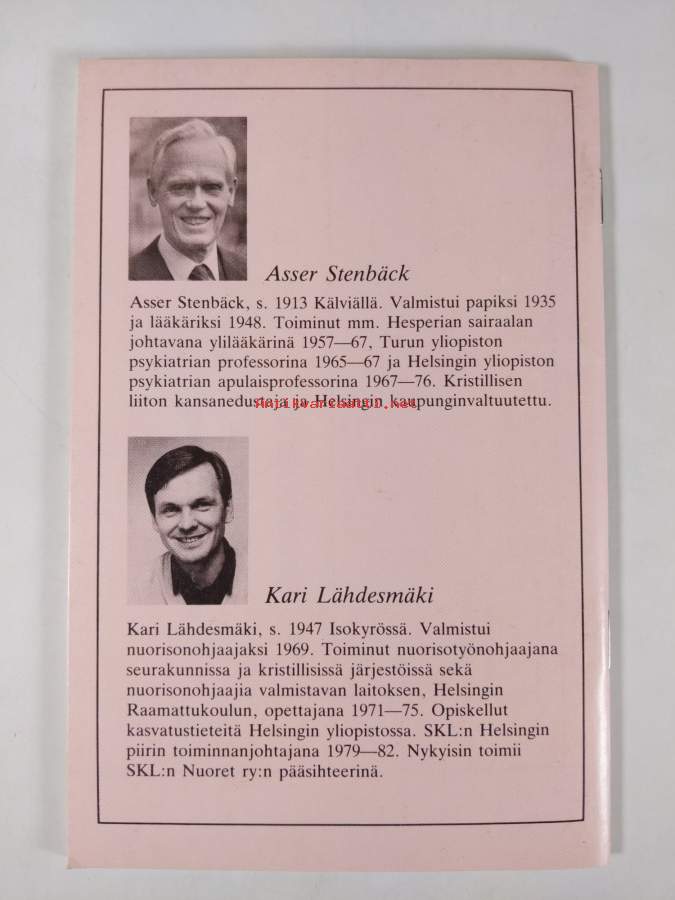 Asser Stenbäck
Asser Stenbäck, s. 1913 Kälviällä. Valmistui papiksi 1935
ja lääkäriksi 1948. Toiminut mm. Hesperian sairaalan
johtavana ylilääkärinä 1957—67, Turun yliopiston
psykiatrian professorina 1965—67 ja Helsingin yliopiston
psykiatrian apulaisprofessorina 1967—76. Kristillisen
liiton kansanedustaja ja Helsingin kaupunginvaltuutettu.
Antikvariaatti.net
Kari Lähdesmäki
Kari Lähdesmäki, s. 1947 Isokyrössä. Valmistui
nuorisonohjaajaksi 1969. Toiminut nuorisotyönohjaajana
seurakunnissa ja kristillisissä järjestöissä sekä
nuorisonohjaajia valmistavan laitoksen, Helsingin
Raamattukoulun, opettajana 1971—75. Opiskellut
kasvatustieteitä Helsingin yliopistossa. SKL:n Helsingin
piirin toiminnanjohtajana 1979—82. Nykyisin toimii
SKL:n Nuoret ry:n pääsihteerinä.